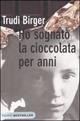 Trudi Birger
Ho sognato
la cioccolata
per anni